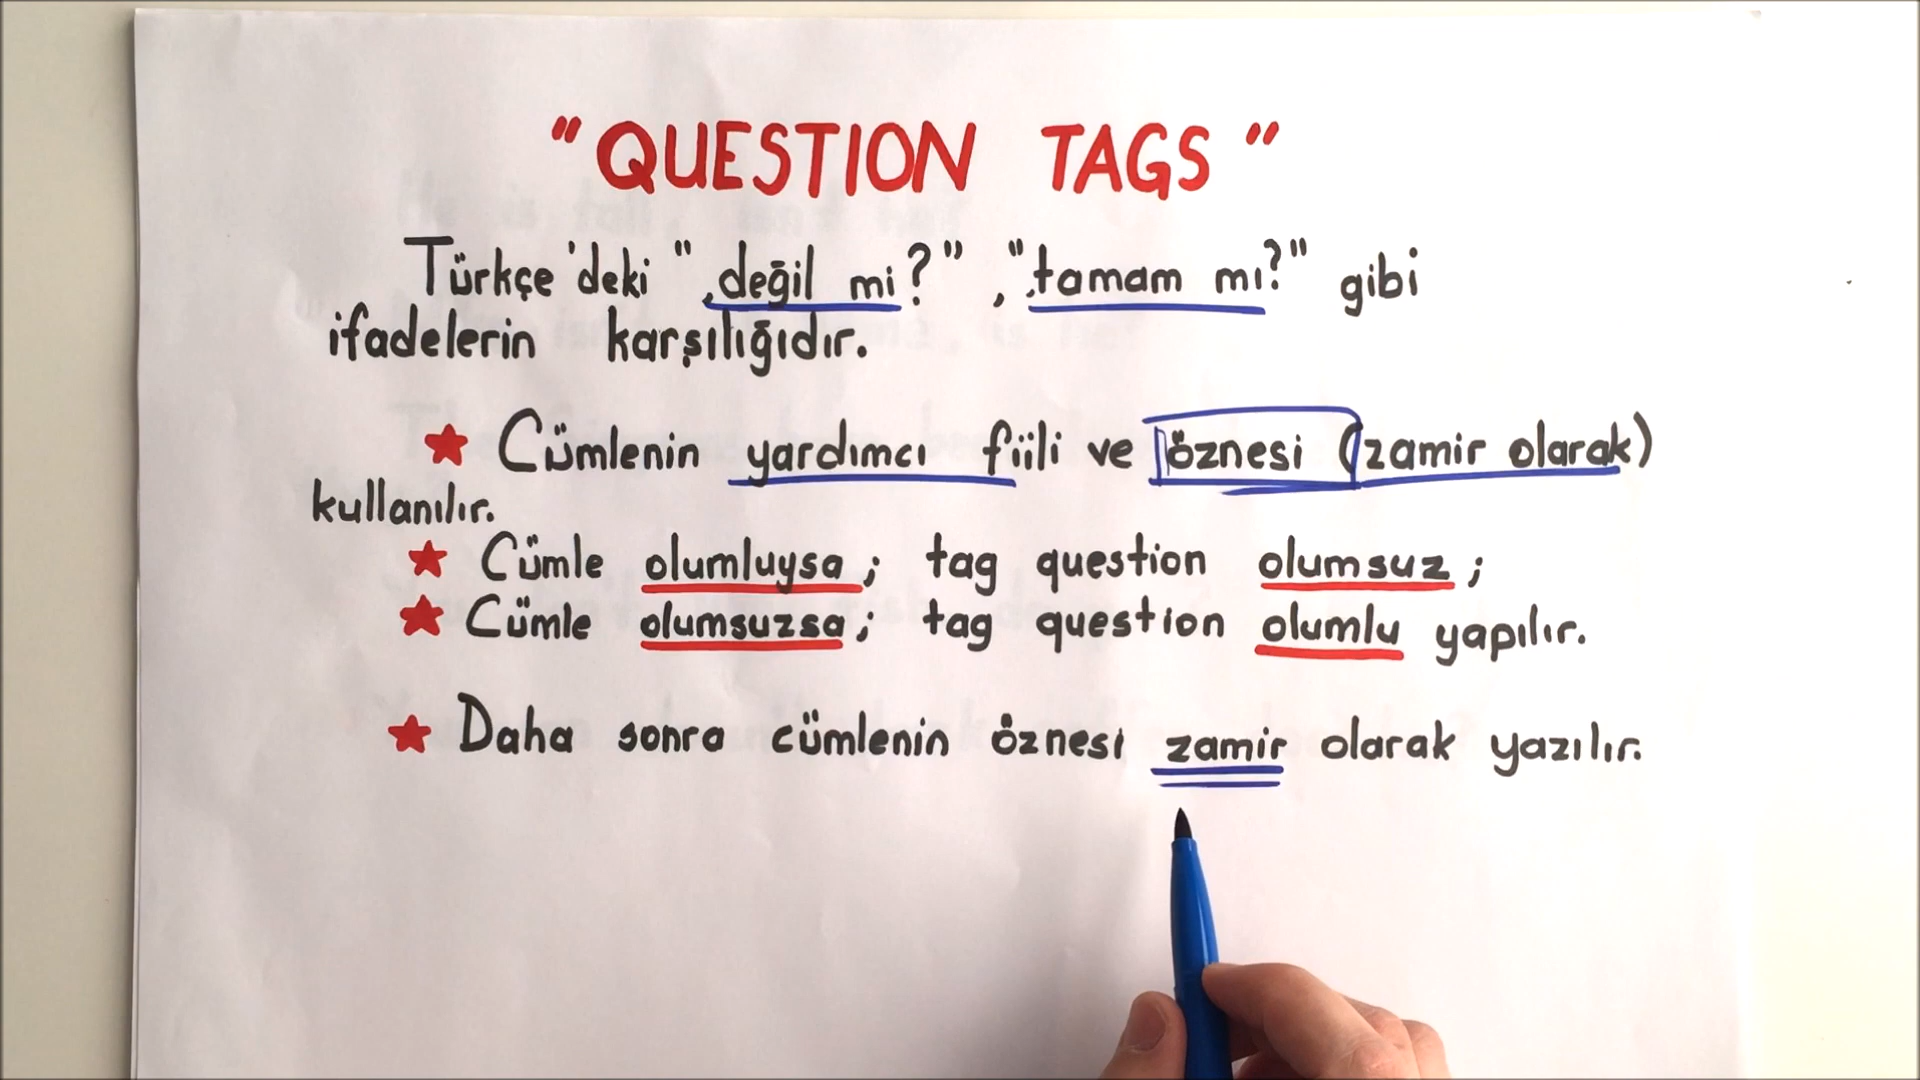 "QUESTION TAGS"
Türkçe'deki ", değil mi?", ", tamam mı?" gibi
ifadelerin karşılığıdır.
★ Cümlenin yardımcı fiili ve öznesi (zamir olarak)
kullanılır.
★ Cümle olumluysa; tag question olumsuz;
★ Cümle olumsuzsa; tag question olumlu yapılır.
★ Daha sonra cümlenin öznesi zamir olarak yazılır.